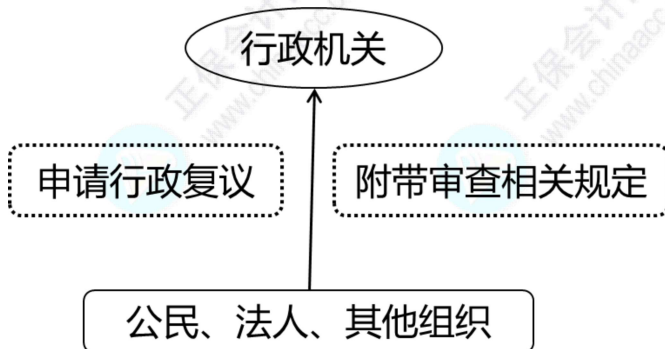 行政机关
申请行政复议
附带审查相关规定
公民、法人、其他组织